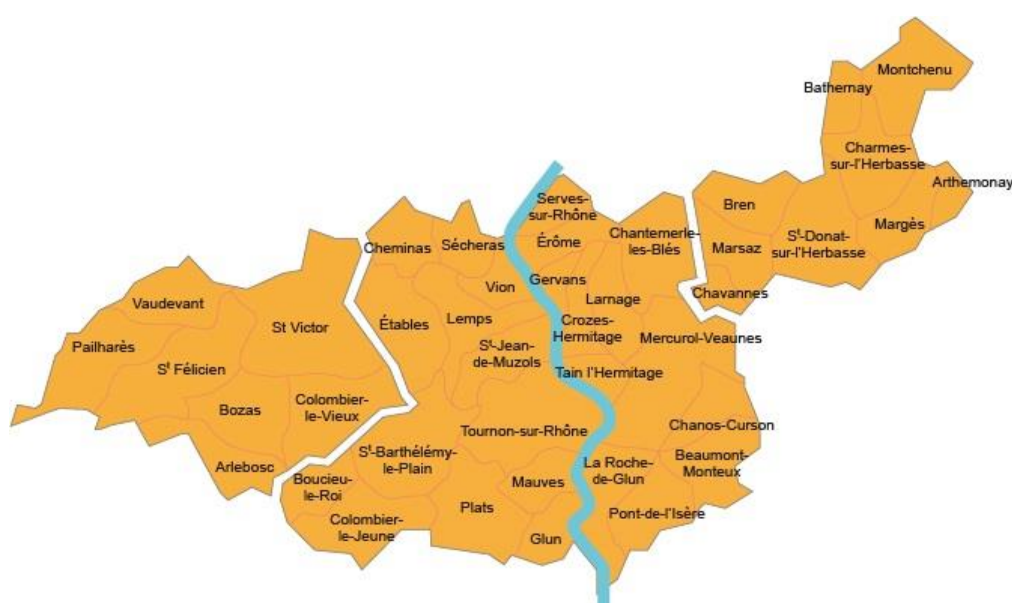 Montchenu
Bathernay
Charmes-
sur-l'Herbasse
Arthemonay
Margès
Bren
Marsaz
St-Donat-
sur-l'Herbasse
Chavannes
Serves-
sur-Rhône
Érôme
Chantemerle-
les-Blés
Cheminas
Sécheras
Gervans
Vion
Larnage
Étables
Lemps
Crozes-
Hermitage
Mercurol-Veaunes
St-Jean-
de-Muzols
Tain l'Hermitage
Vaudevant
St Victor
Pailharès
St Félicien
Bozas
Colombier-
le-Vieux
Arlebosc
Tournon-sur-Rhône
Chanos-Curson
St-Barthélémy-
le-Plain
La Roche-
de-Glun
Beaumont-
Monteux
Boucieu-
le-Roi
Mauves
Plats
Pont-de-l'Isère
Colombier-
le-Jeune
Glun